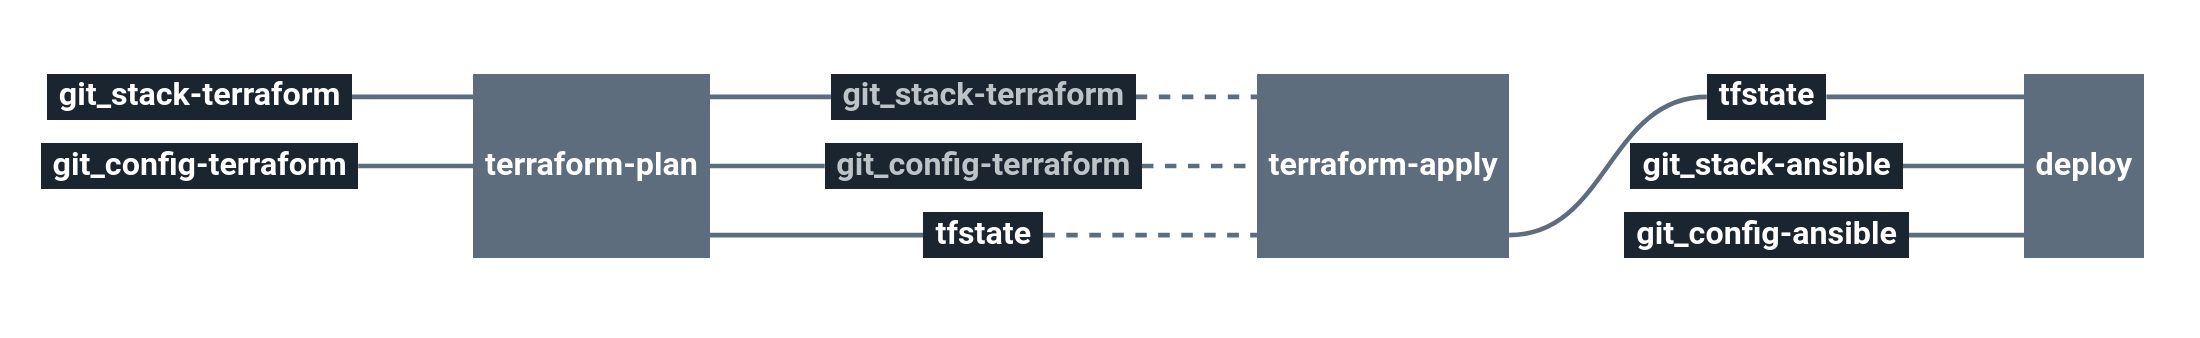 git_stack-terraform
git_config-terraform
terraform-plan
git_stack-terraform
git_config-terraform
tfstate
terraform-apply
tfstate
git_stack-ansible
git_config-ansible
deploy